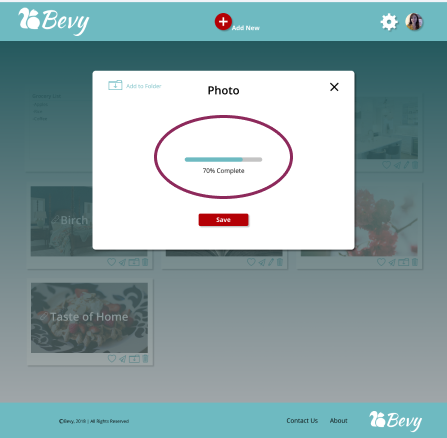 Bevy
Add New
Add to Folder
Photo
70% Complete
Save
Birch
Taste of Home
©Bevy, 2018 | All Rights Reserved
Contact Us
About
Bevy